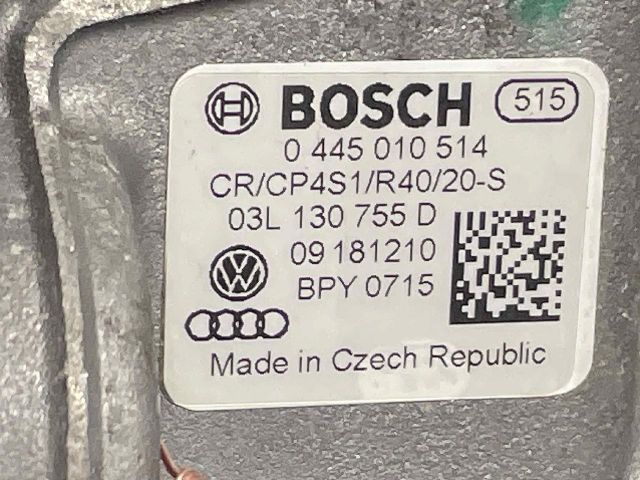 BOSCH 515
0 445 010 514
CR/CP4S1/R40/20-S
03L 130 755 D
09 181210
BPY 0715
Made in Czech Republic